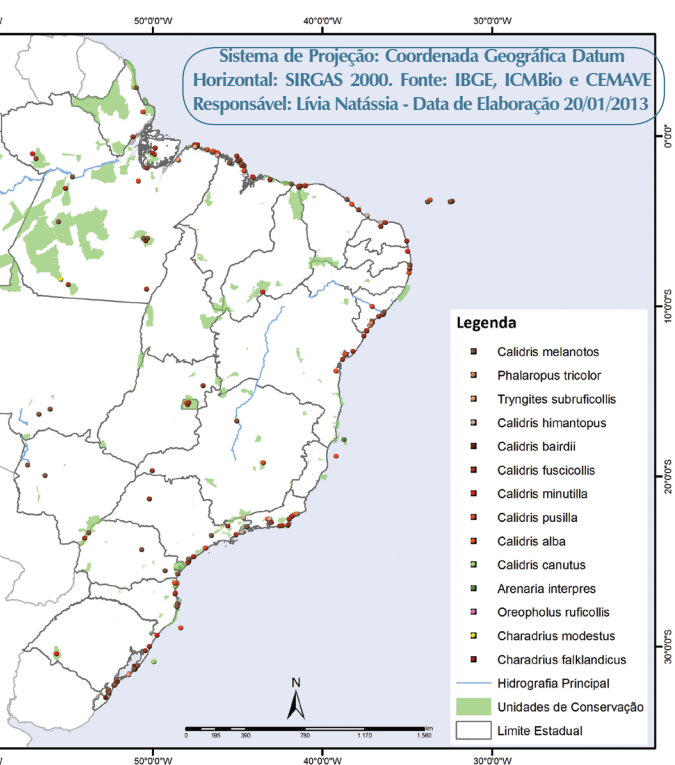 50°0'0"W 40°0'0"W 30°0'0"W
Sistema de Projeção: Coordenada Geográfica Datum
Horizontal: SIRGAS 2000. Fonte: IBGE, ICMBio e CEMAVE
Responsável: Lívia Natássia - Data de Elaboração 20/01/2013
0°0'0"
10°0'0"S
Legenda
Calidris melanotos
Phalaropus tricolor
Tryngites subruficollis
Calidris himantopus
Calidris bairdii
Calidris fuscicollis
Calidris minutilla
Calidris pusilla
Calidris alba
Calidris canutus
Arenaria interpres
Oreopholus ruficollis
Charadrius modestus
Charadrius falklandicus
Hidrografia Principal
Unidades de Conservação
Limite Estadual
20°0'0"S
30°0'0"S
N
km
0 195 390 780 1.170 1.560
50°0'0"W 40°0'0"W 30°0'0"W